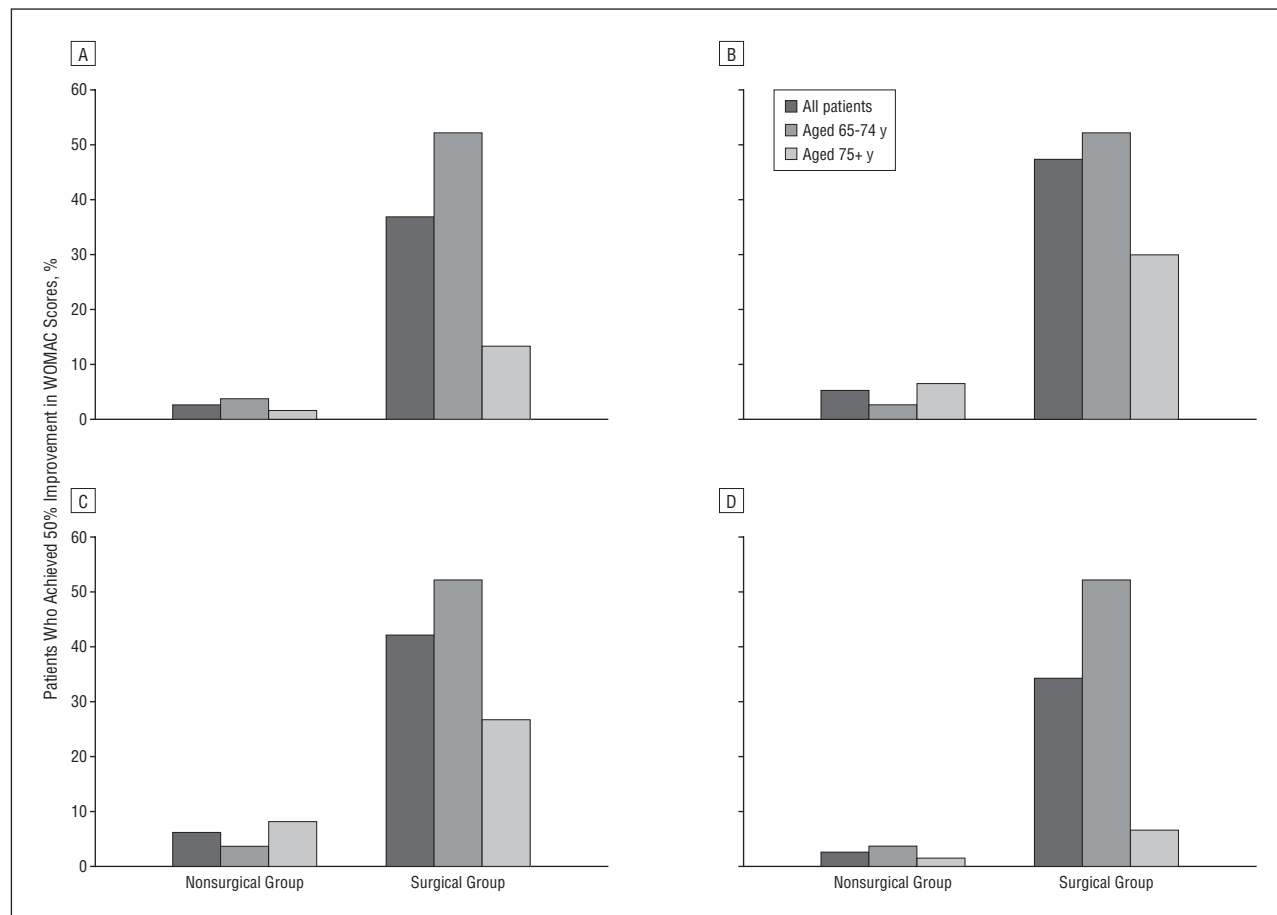 Patients Who Achieved 50% Improvement in WOMAC Scores, %
A
60
50
40
30
20
10
0
B
All patients
Aged 65-74 y
Aged 75+ y
C
60
50
40
30
20
10
0
Nonsurgical Group
Surgical Group
D
Nonsurgical Group
Surgical Group